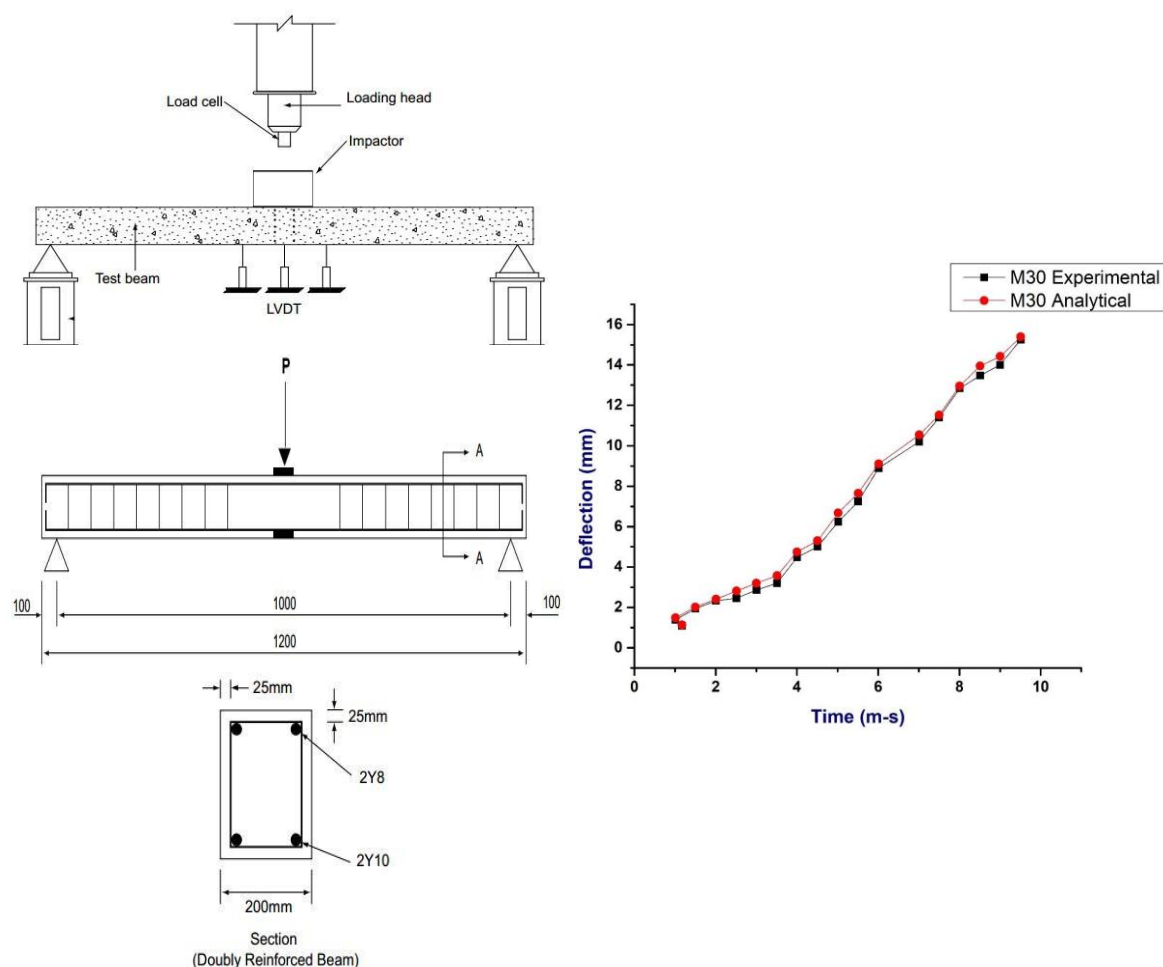 Load cell
Loading head
Impactor
Test beam
LVDT
P
A
A
100
1000
100
1200
25mm
25mm
2Y8
2Y10
200mm
Section
(Doubly Reinforced Beam)
M30 Experimental
M30 Analytical
16
14
12
10
8
6
4
2
0
Deflection (mm)
0
2
4
6
8
10
Time (m-s)